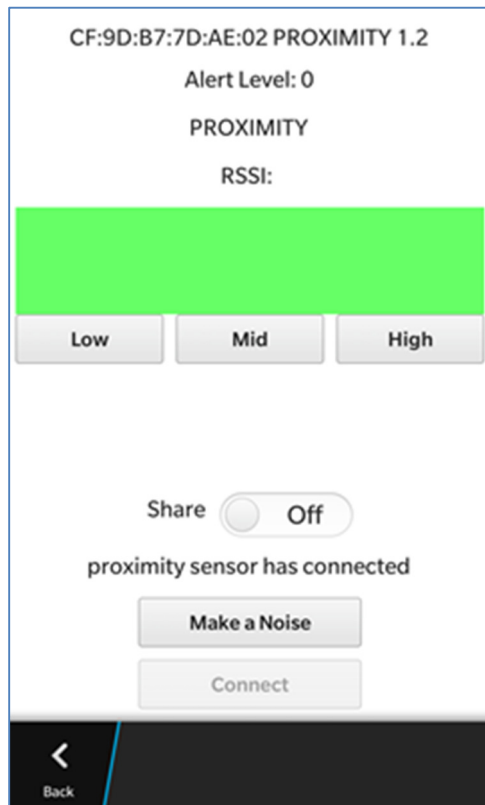 CF:9D:B7:7D:AE:02 PROXIMITY 1.2
Alert Level: 0
PROXIMITY
RSSI:
Low Mid High
Share Off
proximity sensor has connected
Make a Noise
Connect
Back